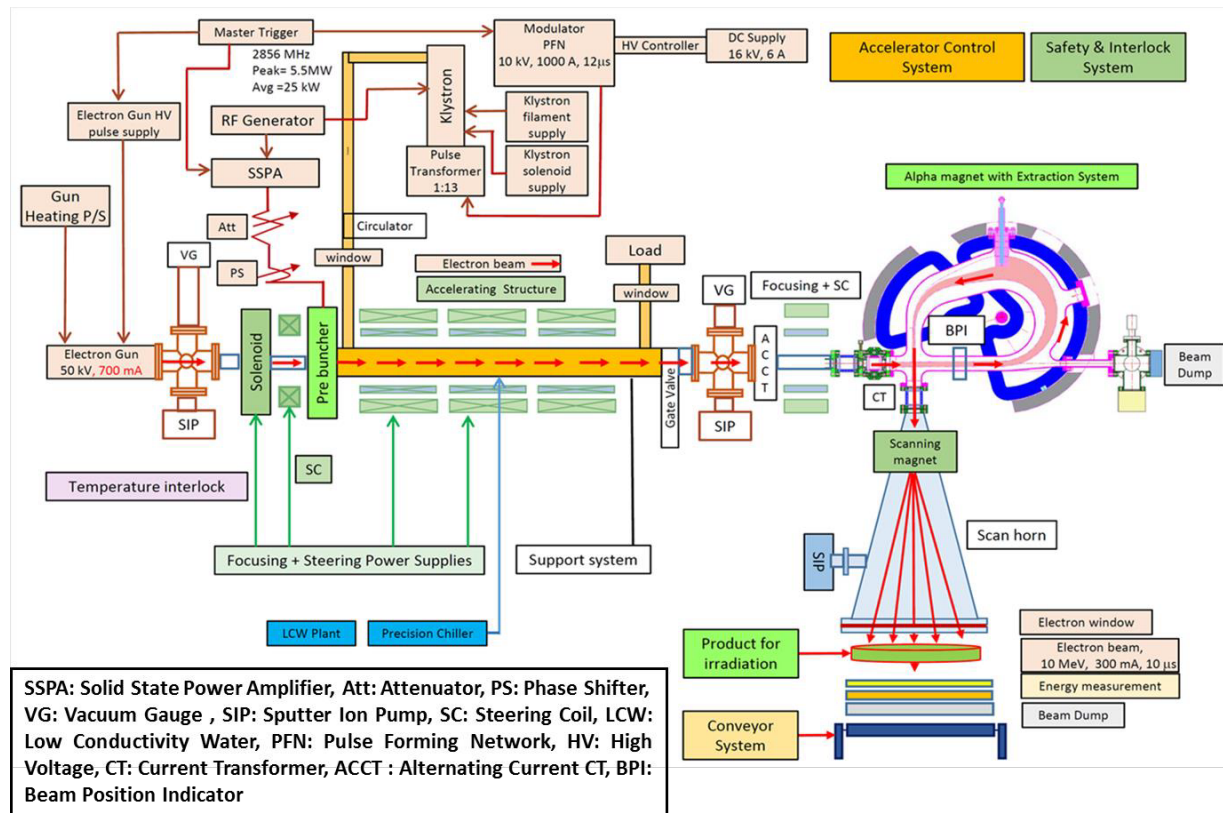 Master Trigger
2856 MHz
Peak= 5.5MW
Avg =25 kW
Modulator
PFN
10 kV, 1000 A, 12µs
HV Controller
DC Supply
16 kV, 6 A
Accelerator Control
System
Safety & Interlock
System
Electron Gun HV
pulse supply
RF Generator
Klystron
Klystron
filament supply
Klystron
solenoid supply
Pulse
Transformer
1:13
SSPA
Gun
Heating P/S
Att
Circulator
PS
window
VG
Electron beam
Accelerating Structure
Load
window
VG
Focusing + SC
Alpha magnet with Extraction System
BPI
Electron Gun
50 kV, 700 mA
Solenoid
Pre buncher
Gate Valve
ACCT
CT
Beam
Dump
SIP
SIP
SC
Temperature interlock
Scanning
magnet
Scan horn
SIP
Focusing + Steering Power Supplies
Support system
LCW Plant
Precision Chiller
Product for
irradiation
Electron window
Electron beam,
10 MeV, 300 mA, 10 µs
Energy measurement
Beam Dump
Conveyor
System
SSPA: Solid State Power Amplifier, Att: Attenuator, PS: Phase Shifter,
VG: Vacuum Gauge , SIP: Sputter Ion Pump, SC: Steering Coil, LCW:
Low Conductivity Water, PFN: Pulse Forming Network, HV: High
Voltage, CT: Current Transformer, ACCT : Alternating Current CT, BPI:
Beam Position Indicator